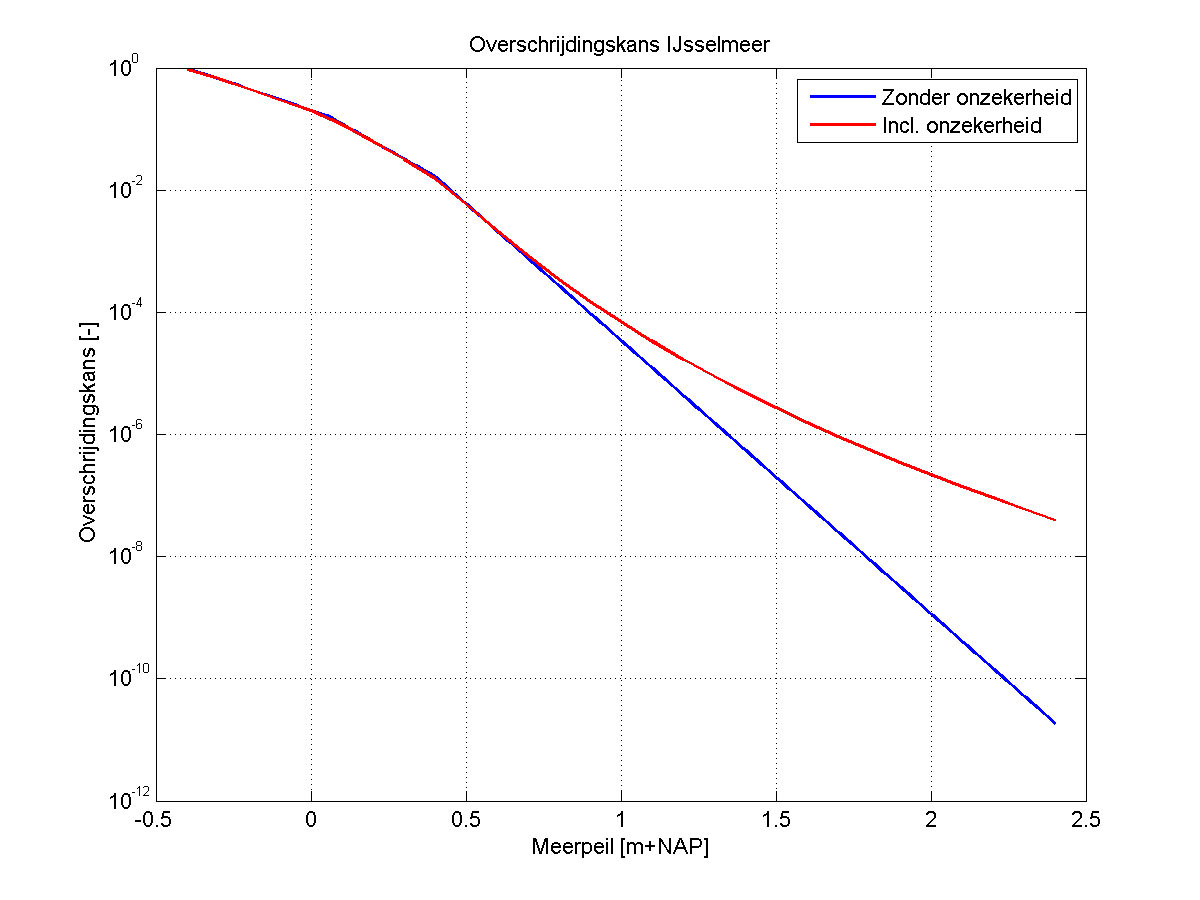 Overschrijdingskans IJsselmeer
Zonder onzekerheid
Incl. onzekerheid
10^0
10^-2
10^-4
10^-6
10^-8
10^-10
10^-12
Overschrijdingskans [-]
-0.5 0 0.5 1 1.5 2 2.5
Meerpeil [m+NAP]